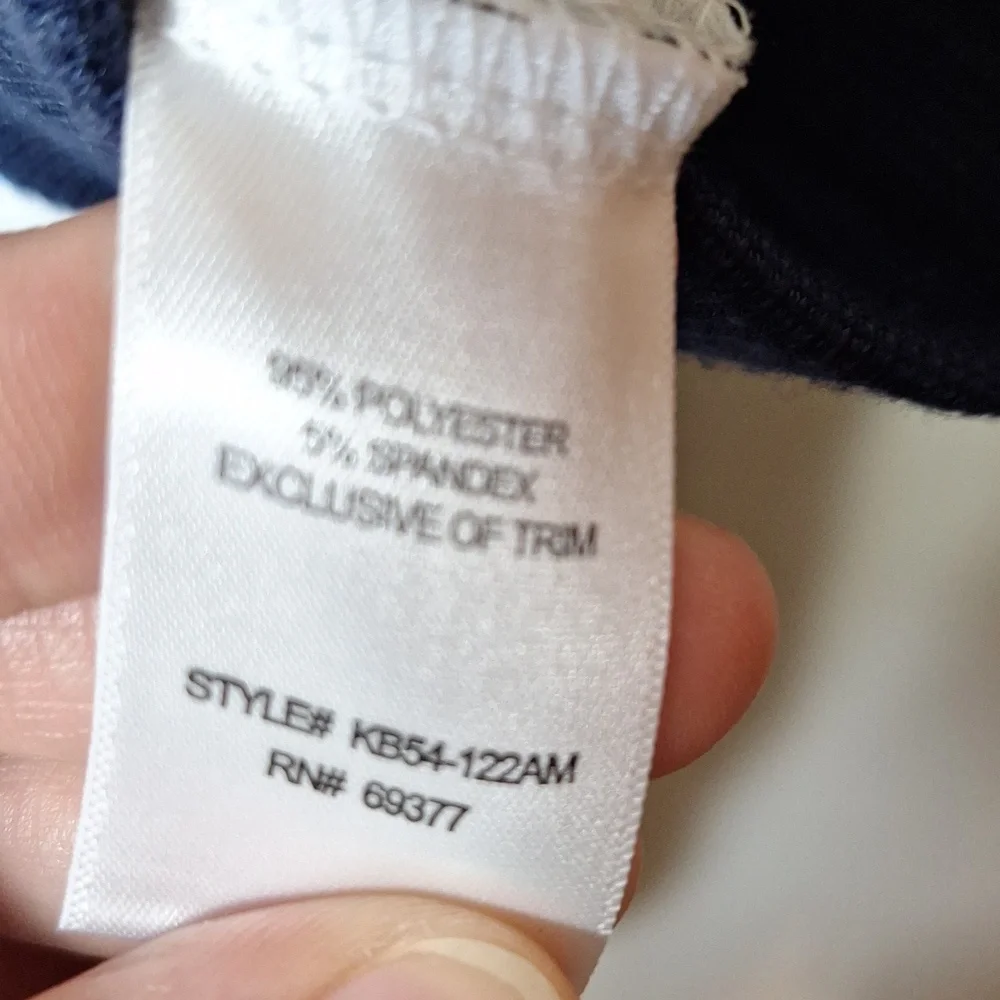 95% POLYESTER
5% SPANDEX
EXCLUSIVE OF TRIM
STYLE# KB54-122AM
RN# 69377